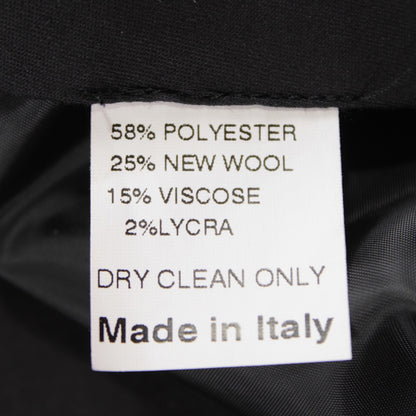 58% POLYESTER
25% NEW WOOL
15% VISCOSE
2%LYCRA
DRY CLEAN ONLY
Made in Italy